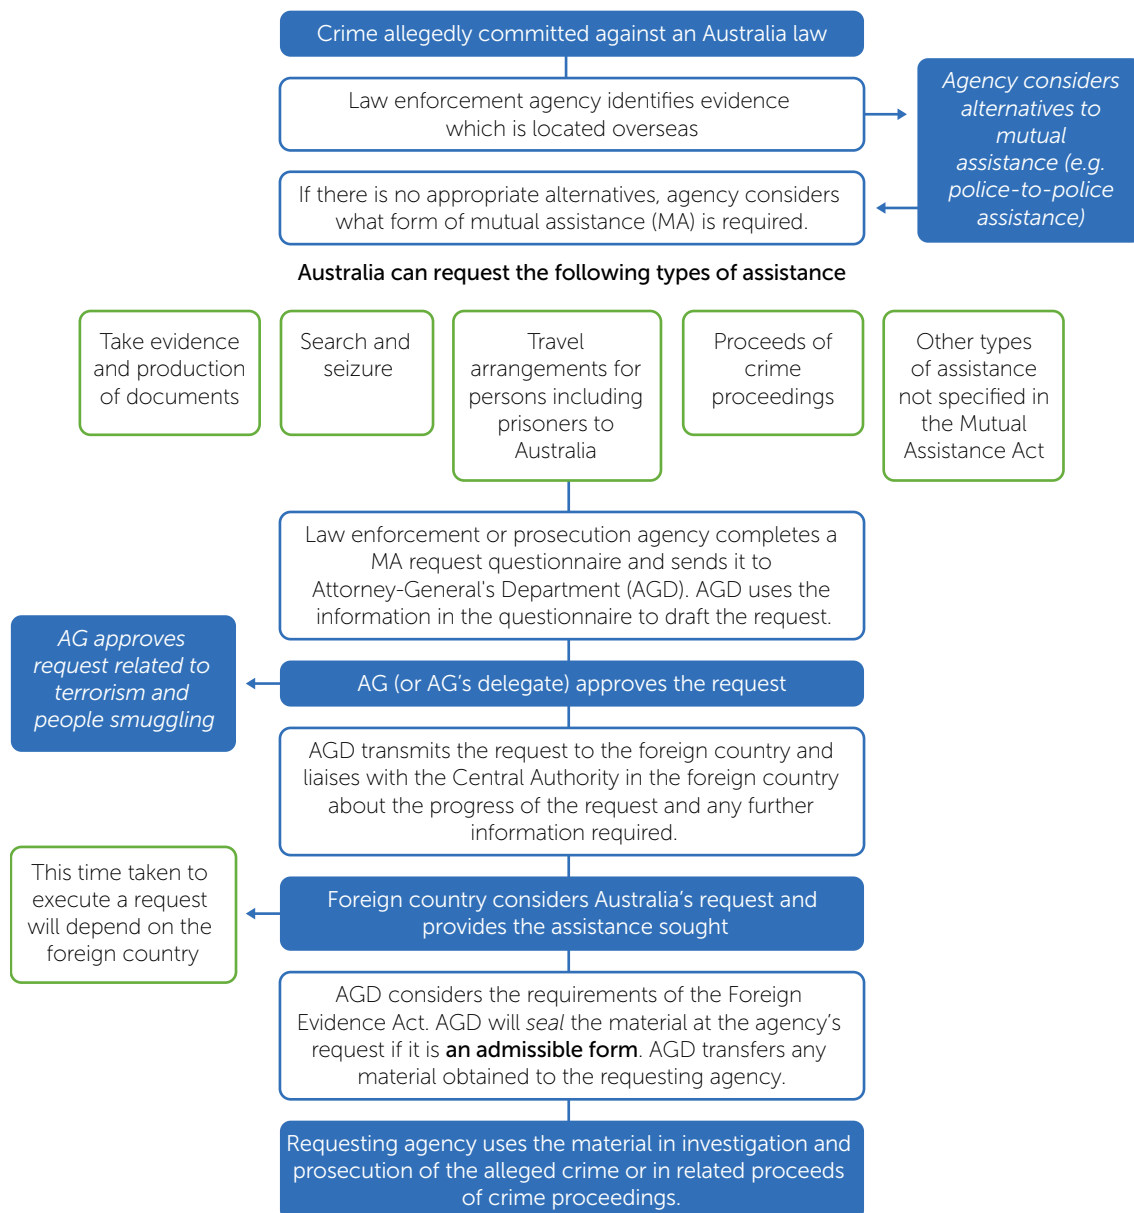 Crime allegedly committed against an Australia law
Law enforcement agency identifies evidence
which is located overseas
Agency considers
alternatives to
mutual
assistance (e.g.
police-to-police
assistance)
If there is no appropriate alternatives, agency considers
what form of mutual assistance (MA) is required.
Australia can request the following types of assistance
Take evidence
and production
of documents
Search and
seizure
Travel
arrangements for
persons including
prisoners to
Australia
Proceeds of
crime
proceedings
Other types
of assistance
not specified in
the Mutual
Assistance Act
Law enforcement or prosecution agency completes a
MA request questionnaire and sends it to
Attorney-General's Department (AGD). AGD uses the
information in the questionnaire to draft the request.
AG approves
request related to
terrorism and
people smuggling
AG (or AG’s delegate) approves the request
AGD transmits the request to the foreign country and
liaises with the Central Authority in the foreign country
about the progress of the request and any further
information required.
This time taken to
execute a request
will depend on the
foreign country
Foreign country considers Australia’s request and
provides the assistance sought
AGD considers the requirements of the Foreign
Evidence Act. AGD will seal the material at the agency’s
request if it is an admissible form. AGD transfers any
material obtained to the requesting agency.
Requesting agency uses the material in investigation and
prosecution of the alleged crime or in related proceeds
of crime proceedings.